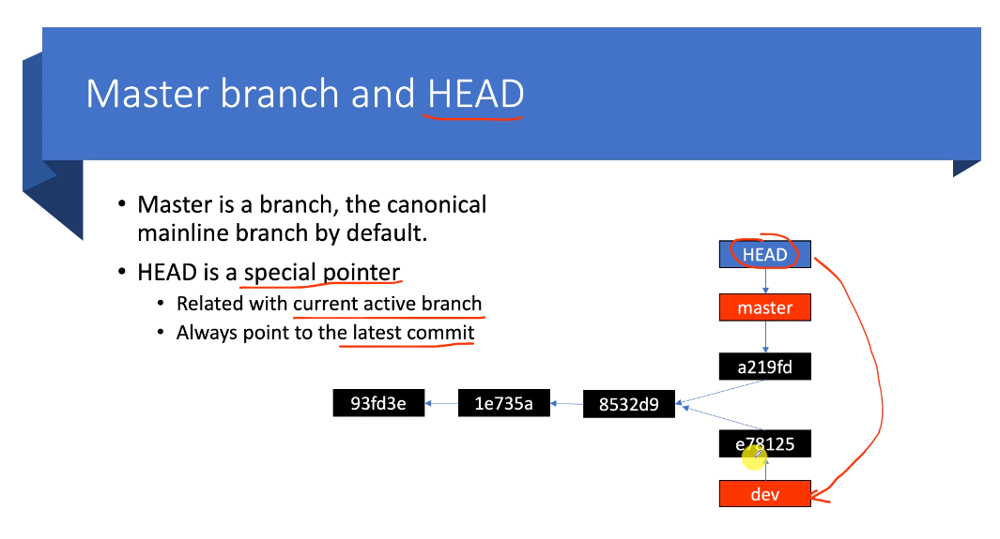 Master branch and HEAD
• Master is a branch, the canonical
mainline branch by default.
• HEAD is a special pointer
• Related with current active branch
• Always point to the latest commit
HEAD
master
a219fd
93fd3e
1e735a
8532d9
e78125
dev